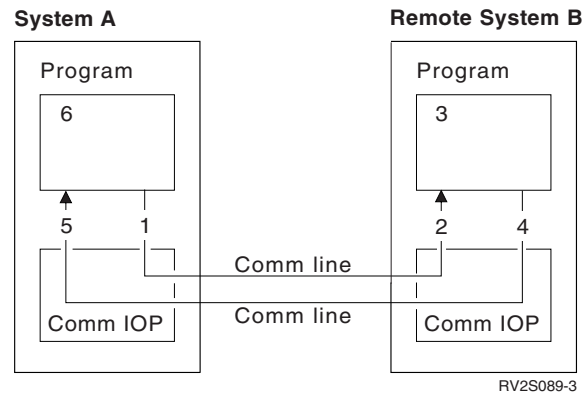 System A
Remote System B
Program
Program
6
3
5
1
2
4
Comm line
Comm line
Comm IOP
Comm IOP
RV2S089-3